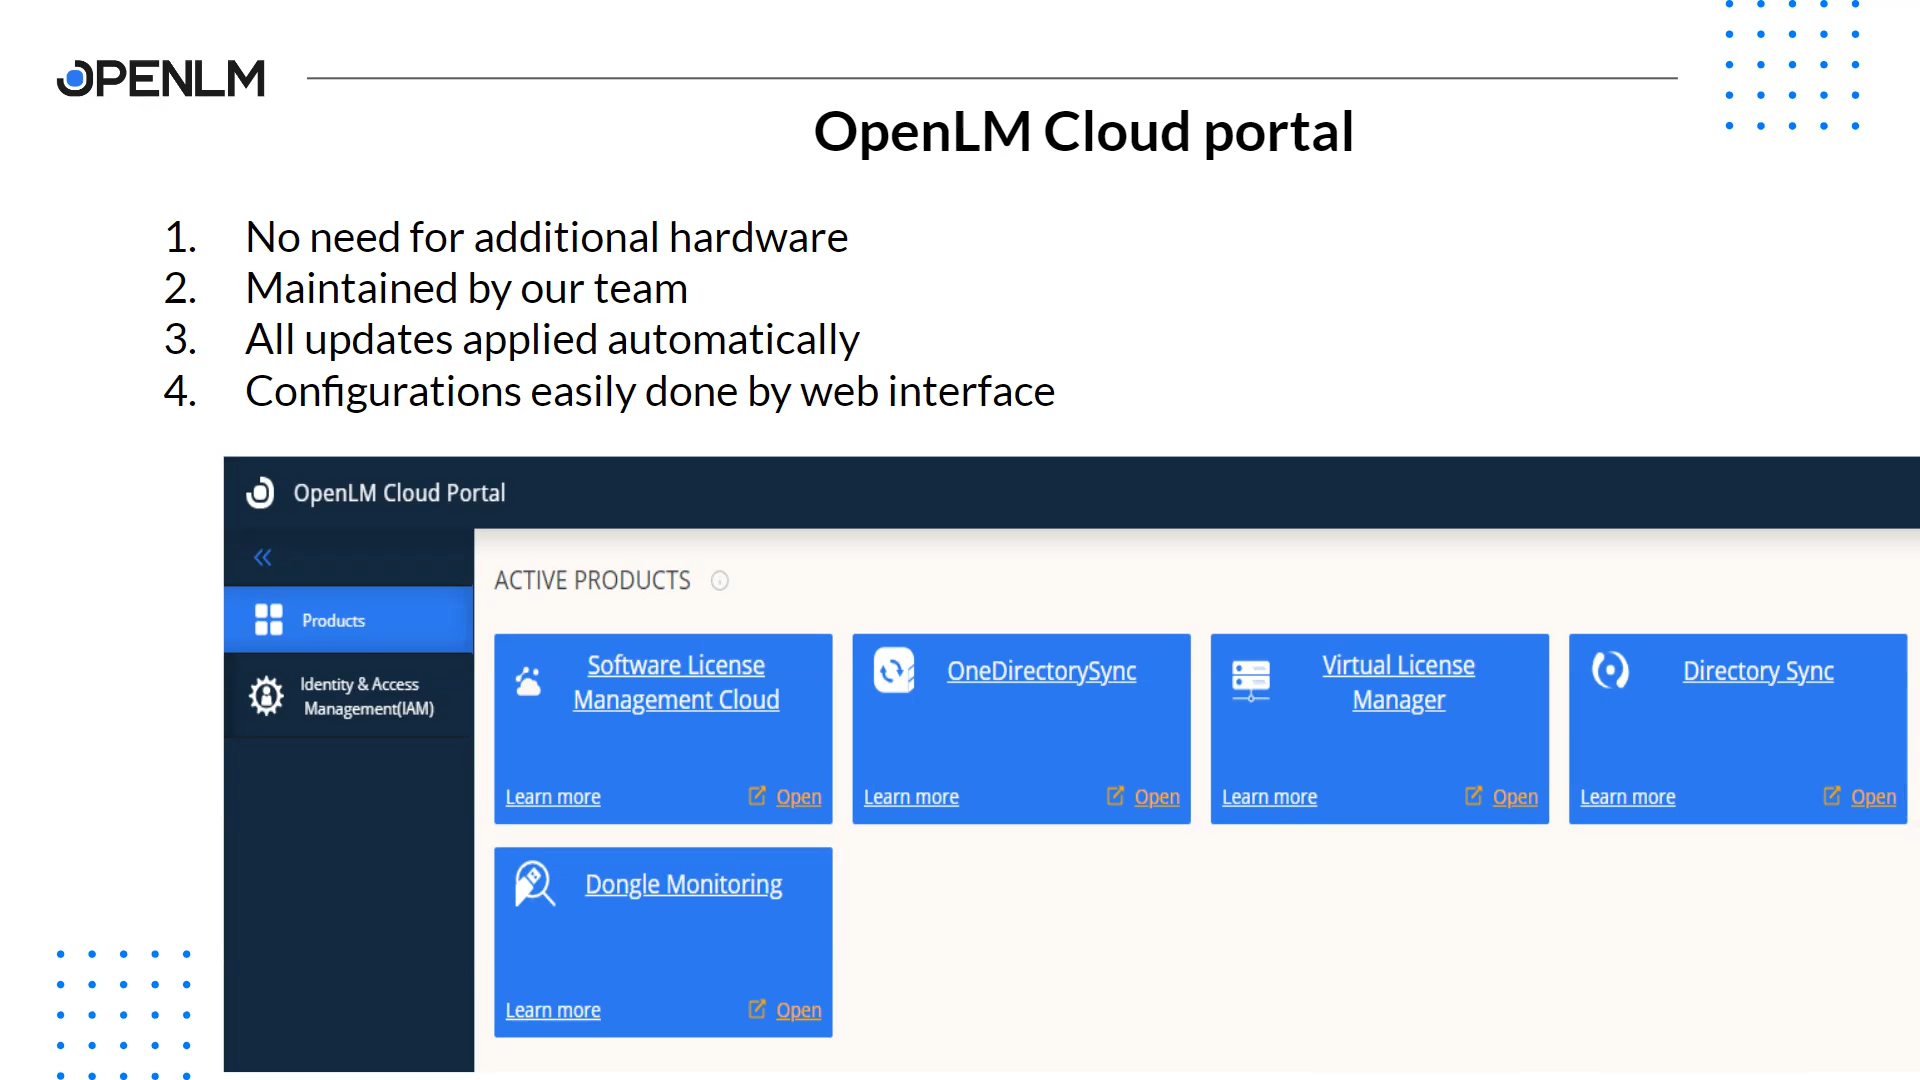 OPENLM
OpenLM Cloud portal
1. No need for additional hardware
2. Maintained by our team
3. All updates applied automatically
4. Configurations easily done by web interface
OpenLM Cloud Portal
Products
Identity & Access
Management(IAM)
ACTIVE PRODUCTS
Software License
Management Cloud
Learn more Open
OneDirectorySync
Learn more Open
Virtual License
Manager
Learn more Open
Directory Sync
Learn more Open
Dongle Monitoring
Learn more Open